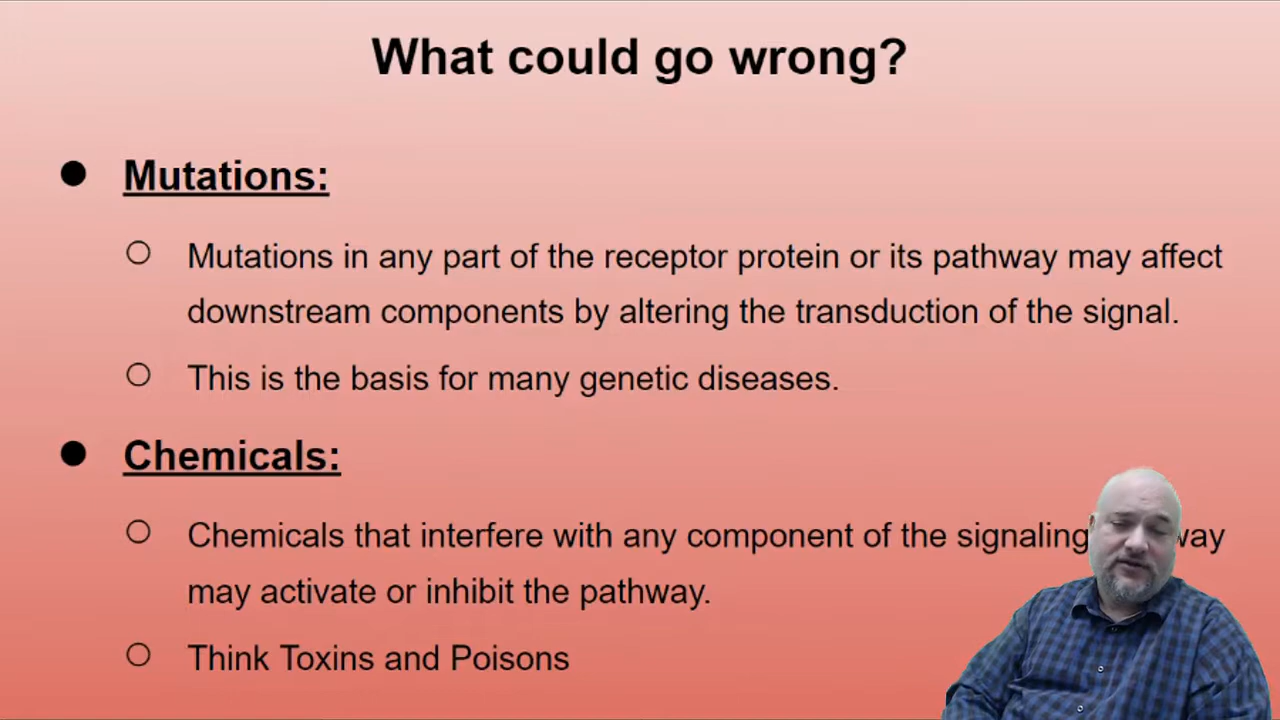 What could go wrong?
Mutations:
Mutations in any part of the receptor protein or its pathway may affect
downstream components by altering the transduction of the signal.
This is the basis for many genetic diseases.
Chemicals:
Chemicals that interfere with any component of the signaling way
may activate or inhibit the pathway.
Think Toxins and Poisons